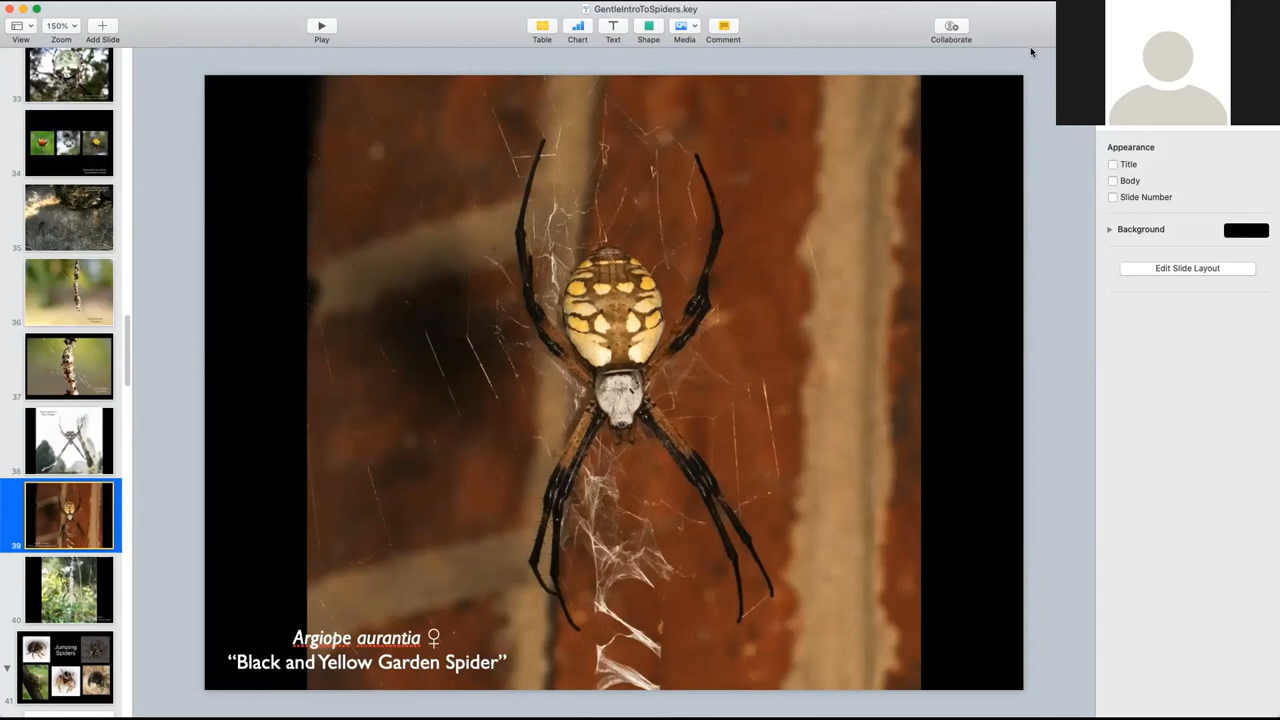 GentleIntroToSpiders.key
150%
View
Zoom
Add Slide
Play
Table
Chart
Text
Shape
Media
Comment
Collaborate
33
34
35
36
37
38
39
40
Jumping
Spiders
41
Argiope aurantia ♀
“Black and Yellow Garden Spider”
Appearance
Title
Body
Slide Number
Background
Edit Slide Layout